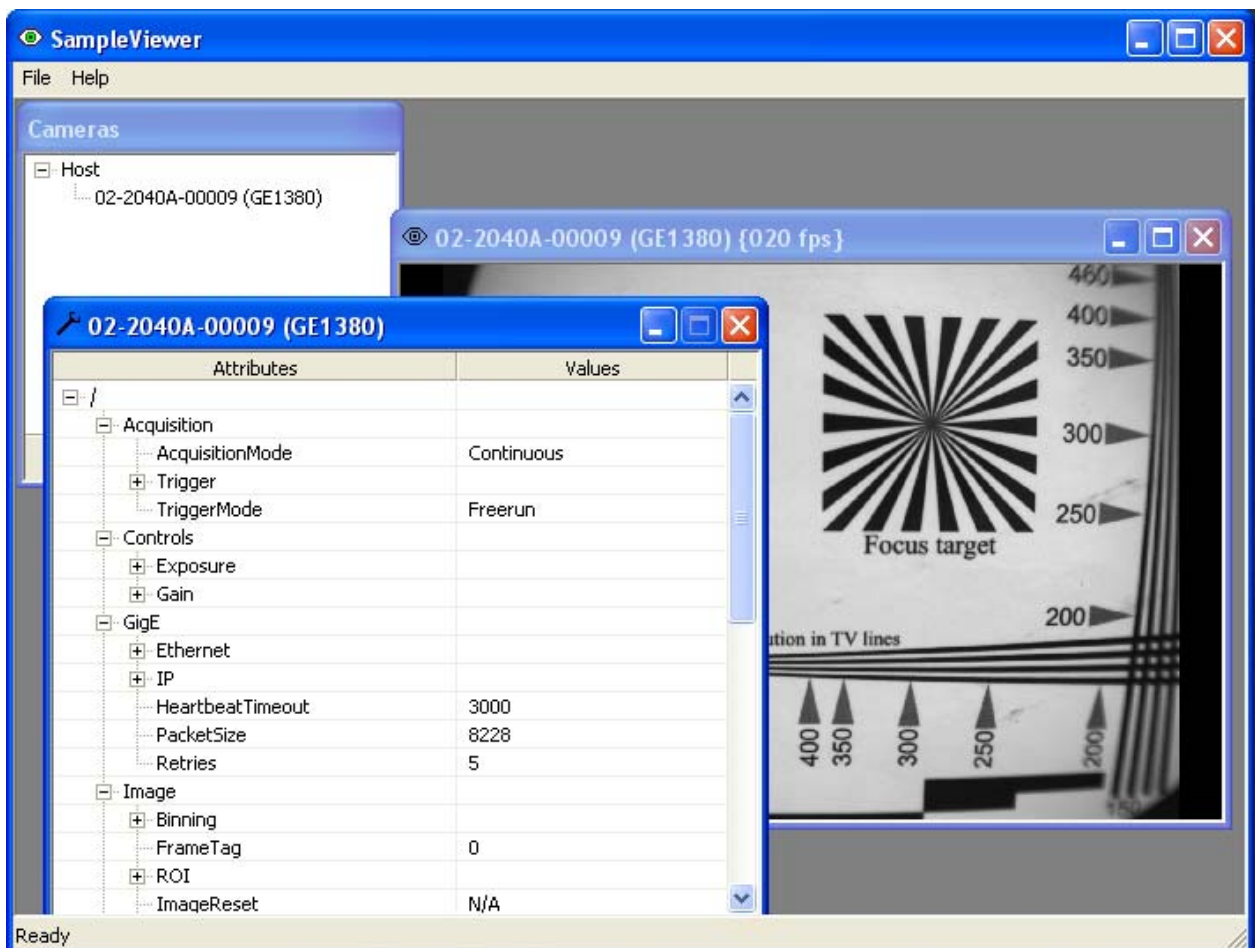 SampleViewer
File Help
Cameras
Host
02-2040A-00009 (GE1380)
02-2040A-00009 (GE1380) {020 fps}
460
400
350
300
250
200
Focus target
ution in TV lines
400 350 300 250 200
150
02-2040A-00009 (GE1380)
Attributes Values
/
Acquisition
AcquisitionMode Continuous
Trigger
TriggerMode Freerun
Controls
Exposure
Gain
GigE
Ethernet
IP
HeartbeatTimeout 3000
PacketSize 8228
Retries 5
Image
Binning
FrameTag 0
ROI
ImageReset N/A
Ready